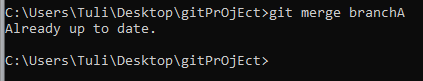 C:\Users\Tuli\Desktop\gitPrOjEct>git merge branchA
Already up to date.
C:\Users\Tuli\Desktop\gitPrOjEct>